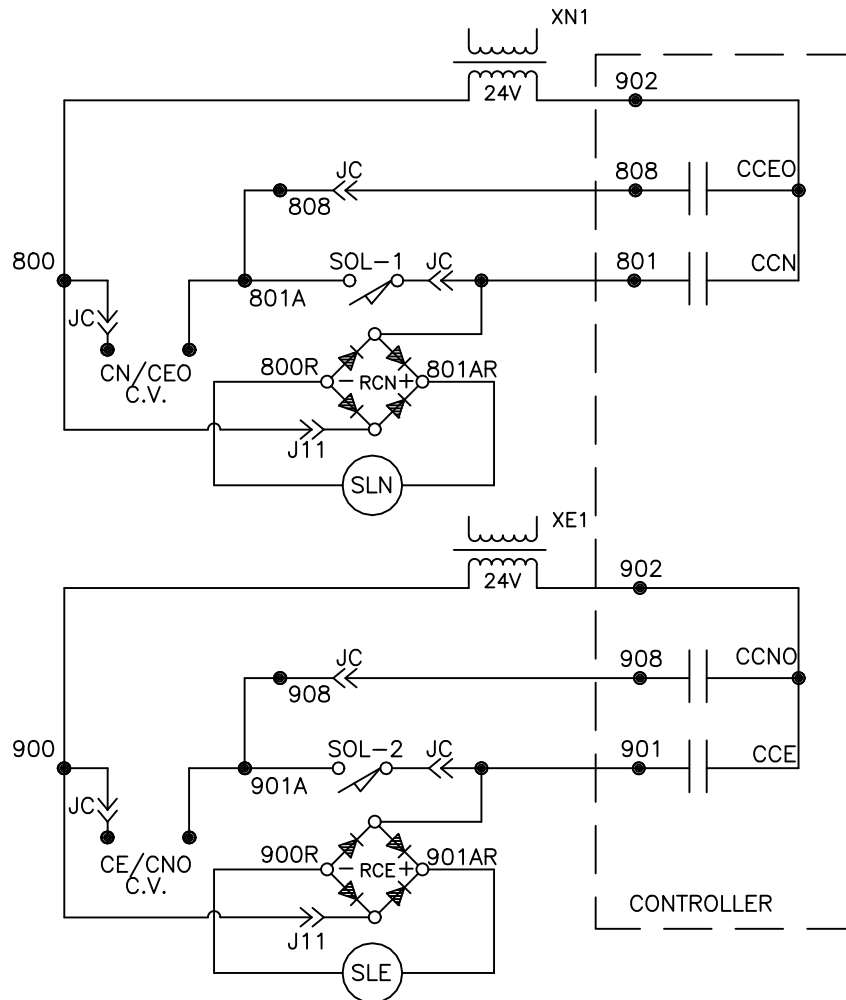 XN1
24V
902
JC
808
808
CCEO
800
SOL-1
JC
801
CCN
801A
JC
CN/CEO
C.V.
800R
- RCN +
801AR
J11
SLN
XE1
24V
902
JC
908
908
CCNO
900
SOL-2
JC
901
CCE
901A
JC
CE/CNO
C.V.
900R
- RCE +
901AR
J11
SLE
CONTROLLER